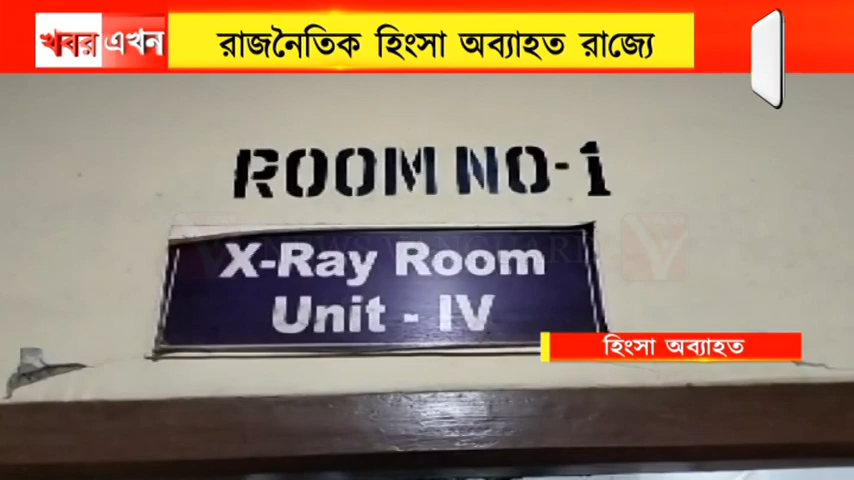 খবর এখন
রাজনৈতিক হিংসা অব্যাহত রাজ্যে
ROOM NO-1
X-Ray Room
Unit - IV
হিংসা অব্যাহত